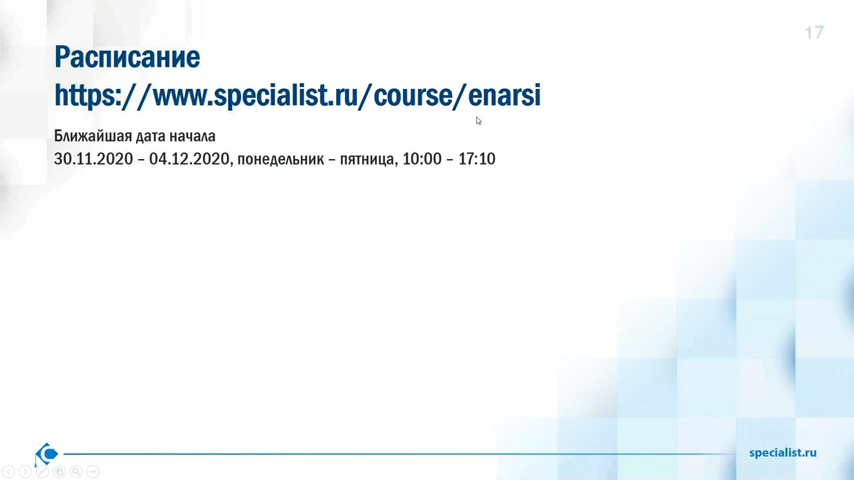 17
Расписание
https://www.specialist.ru/course/enarsi
Ближайшая дата начала
30.11.2020 – 04.12.2020, понедельник – пятница, 10:00 – 17:10
specialist.ru